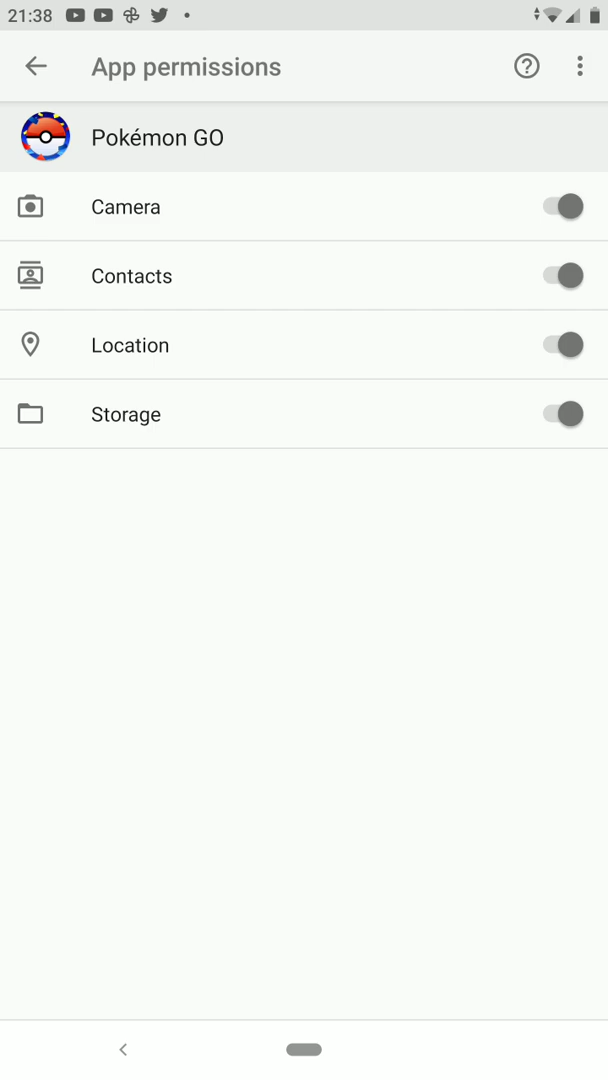 21:38
App permissions
Pokémon GO
Camera
Contacts
Location
Storage